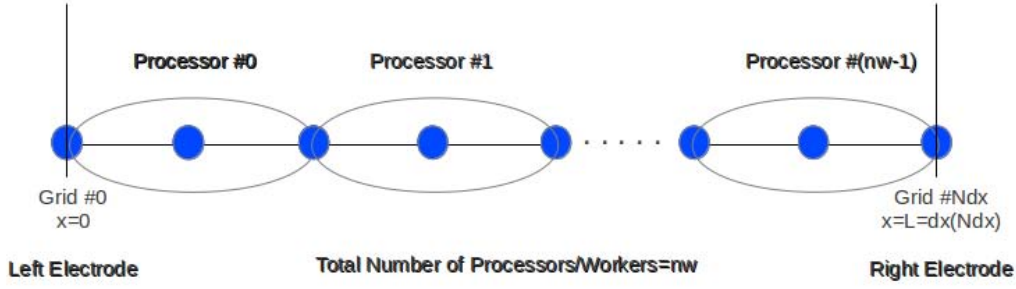 Processor #0
Processor #1
Processor #(nw-1)
Grid #0
x=0
Grid #Ndx
x=L=dx(Ndx)
Left Electrode
Total Number of Processors/Workers=nw
Right Electrode